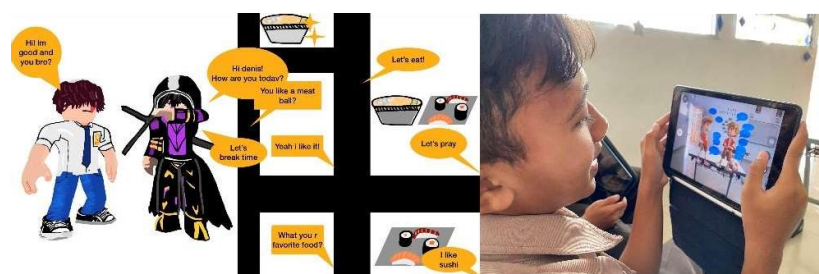 Hi! Im
good and
you bro?
Hi denis!
How are you today?
Let's
break time
You like a meat
ball?
Yeah i like it!
What you r
favorite food?
Let's eat!
Let's pray
I like
sushi